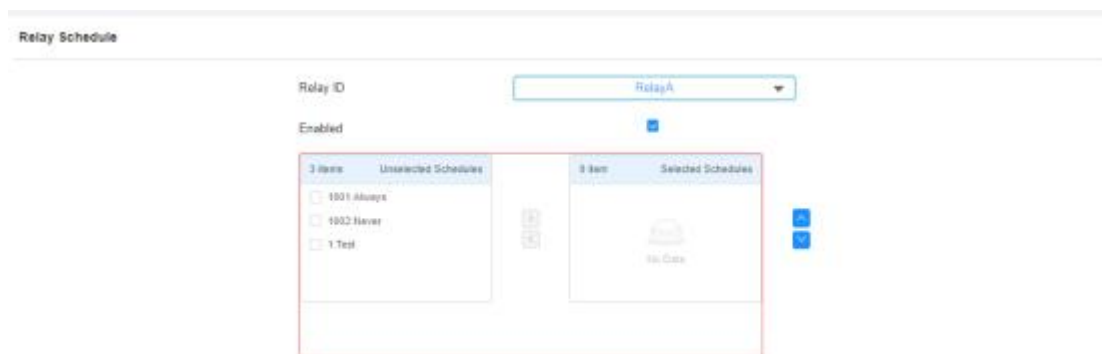 Relay Schedule
Relay ID RelayA
Enabled
3 items Unselected Schedules 0 item Selected Schedules
1001 Always
1002 Never
1 Test
No Data